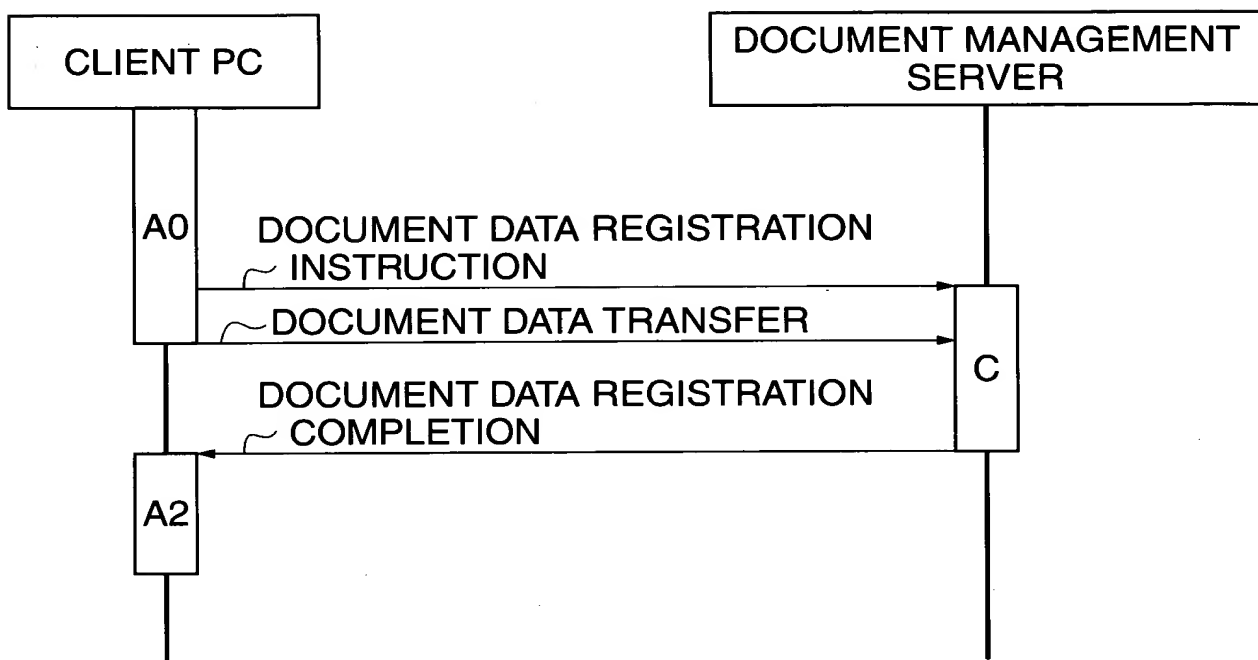 CLIENT PC
DOCUMENT MANAGEMENT
SERVER
A0
DOCUMENT DATA REGISTRATION
INSTRUCTION
DOCUMENT DATA TRANSFER
C
DOCUMENT DATA REGISTRATION
COMPLETION
A2